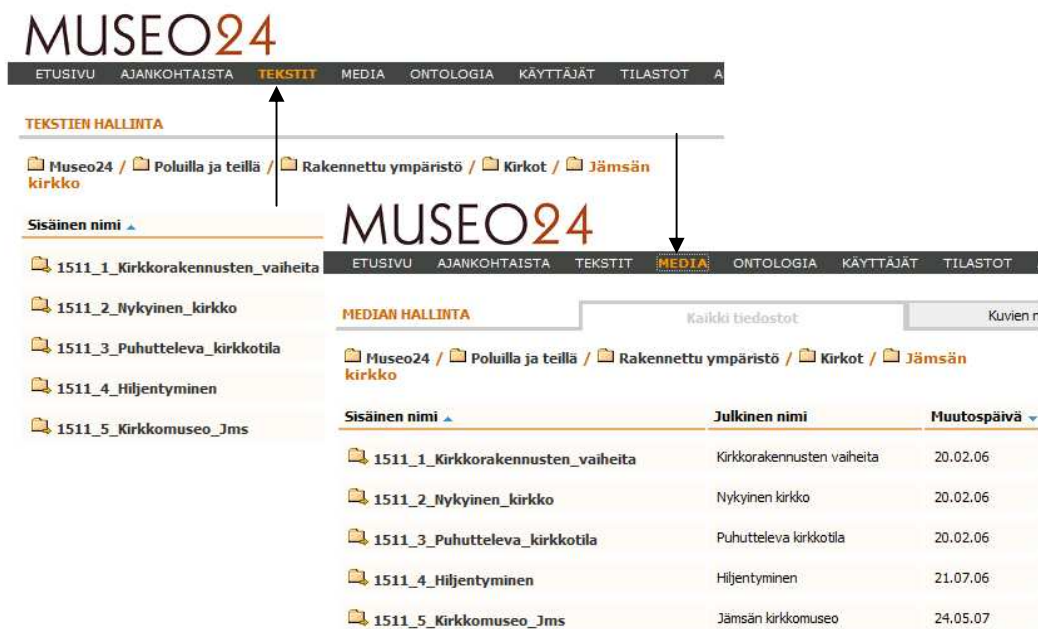 MUSEO24
ETUSIVU AJANKOHTAISTA TEKSTIT MEDIA ONTOLOGIA KÄYTTÄJÄT TILASTOT A
TEKSTIEN HALLINTA
Museo24 / Poluilla ja teillä / Rakennettu ympäristö / Kirkot / Jämsän
kirkko
Sisäinen nimi
1511_1_Kirkkorakennusten_vaiheita
1511_2_Nykyinen_kirkko
1511_3_Puhutteleva_kirkkotila
1511_4_Hiljentyminen
1511_5_Kirkkomuseo_Jms
MUSEO24
ETUSIVU AJANKOHTAISTA TEKSTIT MEDIA ONTOLOGIA KÄYTTÄJÄT TILASTOT
MEDIAN HALLINTA Kaikki tiedostot Kuvien
Museo24 / Poluilla ja teillä / Rakennettu ympäristö / Kirkot / Jämsän
kirkko
Sisäinen nimi Julkinen nimi Muutospäivä
1511_1_Kirkkorakennusten_vaiheita Kirkkorakennusten vaiheita 20.02.06
1511_2_Nykyinen_kirkko Nykyinen kirkko 20.02.06
1511_3_Puhutteleva_kirkkotila Puhutteleva kirkkotila 20.02.06
1511_4_Hiljentyminen Hiljentyminen 21.07.06
1511_5_Kirkkomuseo_Jms Jämsän kirkkomuseo 24.05.07